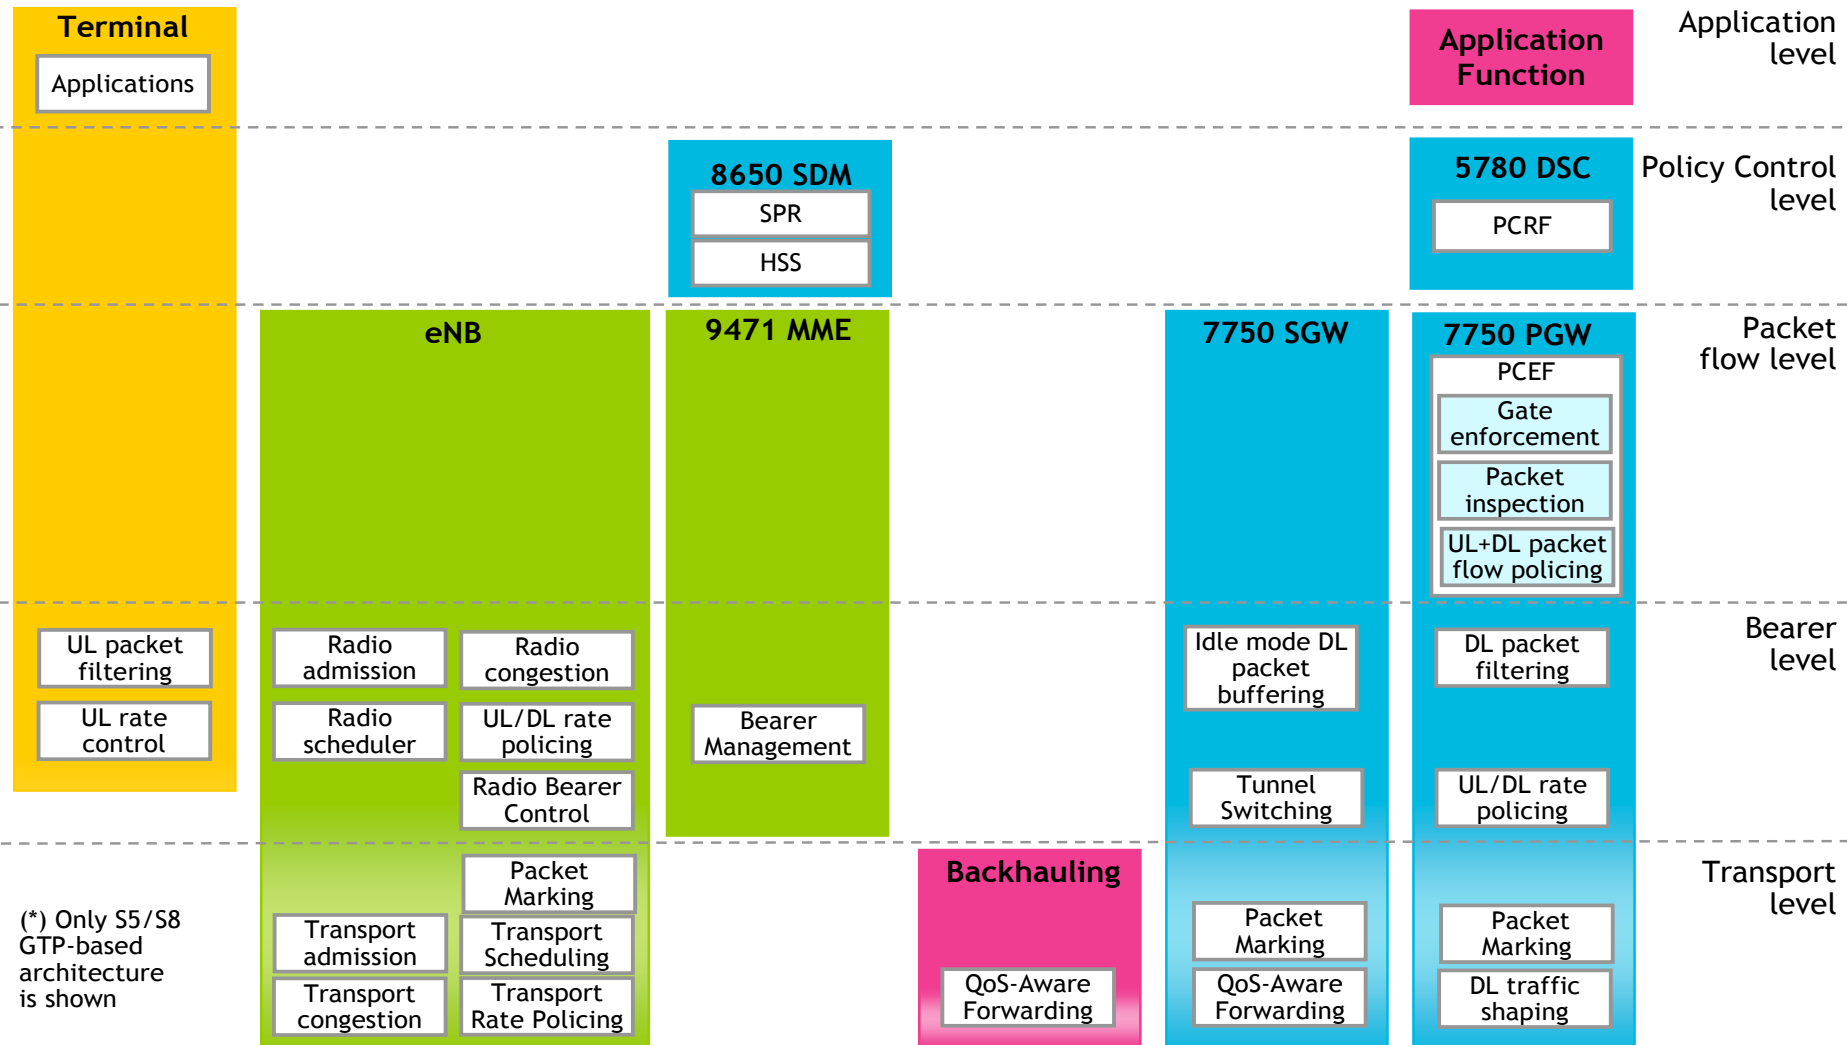 Terminal
Applications
Application
Function
Application
level
8650 SDM
SPR
HSS
5780 DSC
PCRF
Policy Control
level
eNB
9471 MME
7750 SGW
7750 PGW
PCEF
Gate
enforcement
Packet
inspection
UL+DL packet
flow policing
Packet
flow level
UL packet
filtering
UL rate
control
Radio
admission
Radio
congestion
Radio
scheduler
UL/DL rate
policing
Radio Bearer
Control
Bearer
Management
Idle mode DL
packet
buffering
Tunnel
Switching
DL packet
filtering
UL/DL rate
policing
Bearer
level
(*) Only S5/S8
GTP-based
architecture
is shown
Packet
Marking
Transport
admission
Transport
Scheduling
Transport
congestion
Transport
Rate Policing
Backhauling
QoS-Aware
Forwarding
Packet
Marking
QoS-Aware
Forwarding
Packet
Marking
DL traffic
shaping
Transport
level